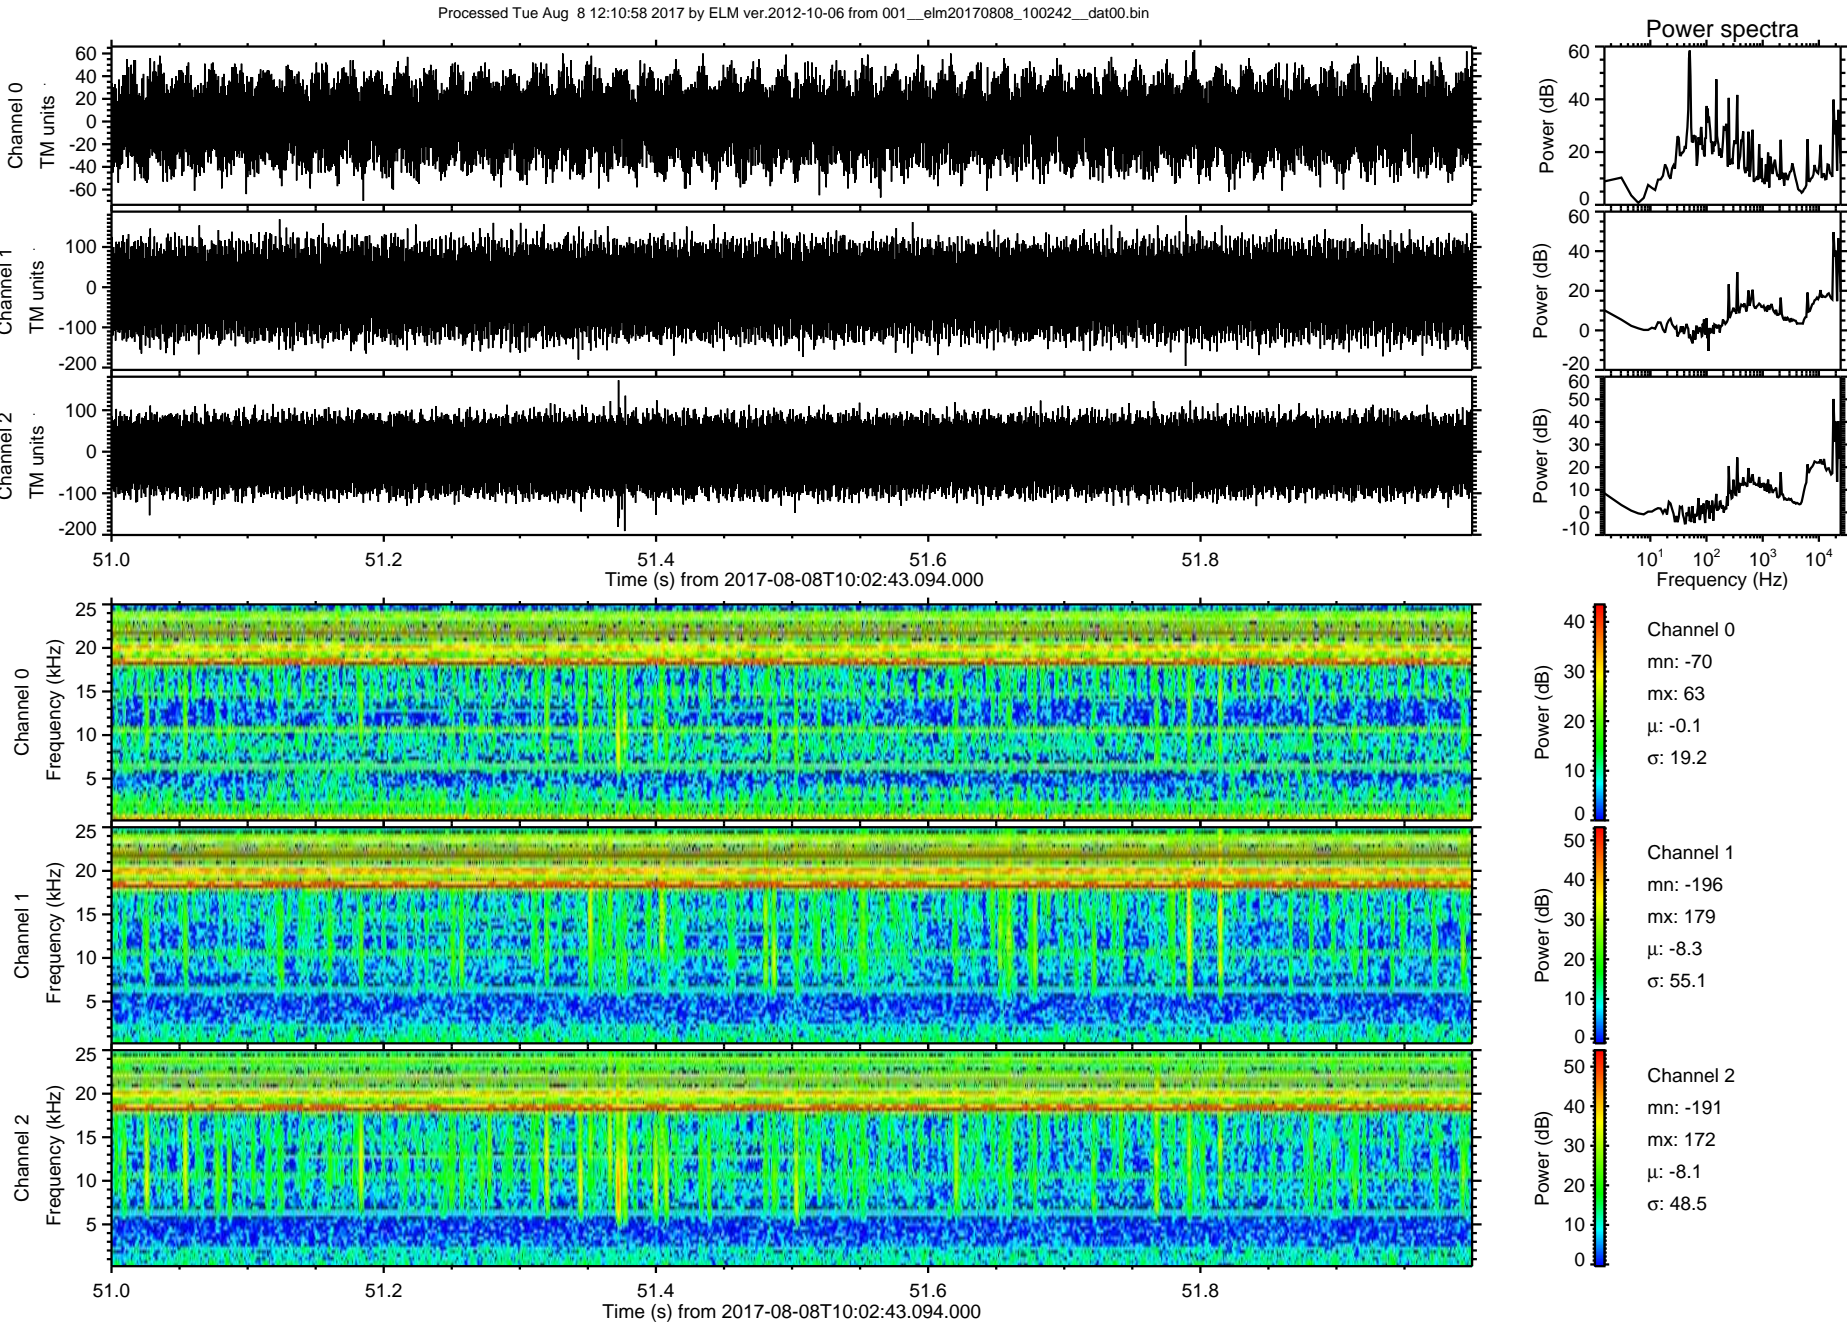 Processed Tue Aug  8 12:10:58 2017 by ELM ver.2012-10-06 from 001__elm20170808_100242__dat00.bin
Power spectra
Channel 0
TM units
60
40
20
0
-20
-40
-60
Power (dB)
60
40
20
0
Channel 1
TM units
100
0
-100
-200
Power (dB)
60
40
20
0
-20
Channel 2
TM units
100
0
-100
-200
Power (dB)
60
50
40
30
20
10
0
-10
51.0 51.2 51.4 51.6 51.8
Time (s) from 2017-08-08T10:02:43.094.000
10¹ 10² 10³ 10⁴
Frequency (Hz)
Channel 0
Frequency (kHz)
25
20
15
10
5
Power (dB)
40
30
20
10
0
Channel 0
mn: -70
mx: 63
μ: -0.1
σ: 19.2
Channel 1
Frequency (kHz)
25
20
15
10
5
Power (dB)
50
40
30
20
10
0
Channel 1
mn: -196
mx: 179
μ: -8.3
σ: 55.1
Channel 2
Frequency (kHz)
25
20
15
10
5
Power (dB)
50
40
30
20
10
0
Channel 2
mn: -191
mx: 172
μ: -8.1
σ: 48.5
51.0 51.2 51.4 51.6 51.8
Time (s) from 2017-08-08T10:02:43.094.000